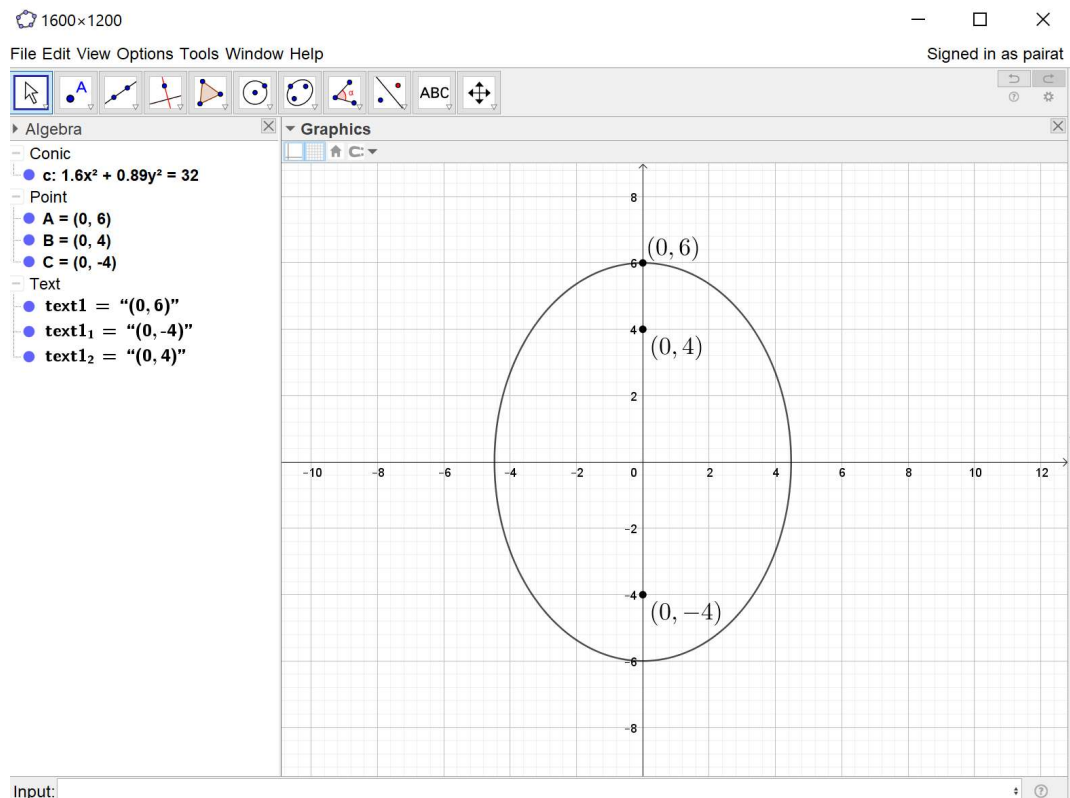 1600×1200
File Edit View Options Tools Window Help
Signed in as pairat
A
α
ABC
Algebra
Graphics
Conic
c: 1.6x² + 0.89y² = 32
Point
A = (0, 6)
B = (0, 4)
C = (0, -4)
Text
text1 = “(0, 6)”
text1₁ = “(0, -4)”
text1₂ = “(0, 4)”
8
(0, 6)
6
4
(0, 4)
2
−10 −8 −6 −4 −2 0 2 4 6 8 10 12
−2
−4
(0, −4)
−6
−8
Input: